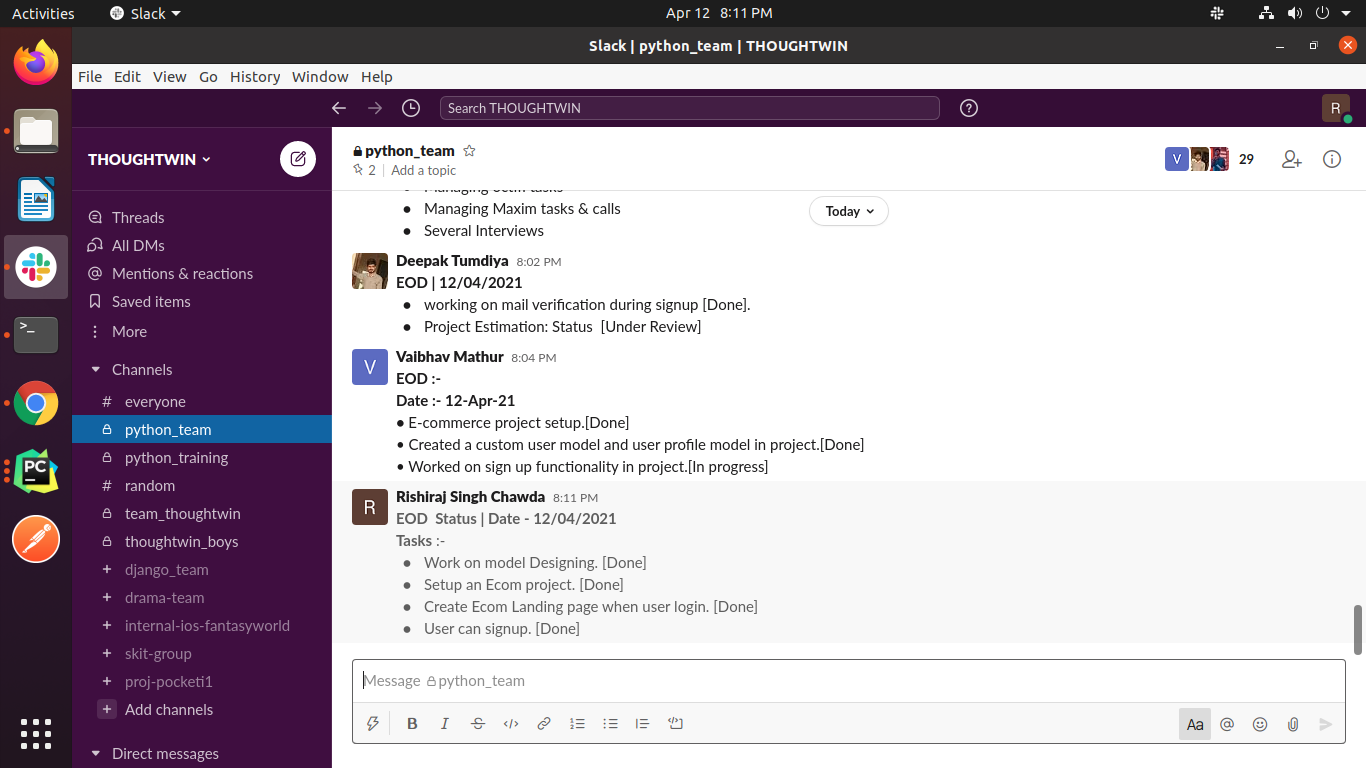 Activities
Slack
Apr 12 8:11 PM
Slack | python_team | THOUGHTWIN
File Edit View Go History Window Help
Search THOUGHTWIN
R
THOUGHTWIN
Threads
All DMs
Mentions & reactions
Saved items
More
Channels
# everyone
python_team
python_training
# random
team_thoughtwin
thoughtwin_boys
+ django_team
+ drama-team
+ internal-ios-fantasyworld
+ skit-group
+ proj-pocketi1
+ Add channels
Direct messages
python_team
2 | Add a topic
V
29
Today
• Managing tasks
• Managing Maxim tasks & calls
• Several Interviews
Deepak Tumdiya 8:02 PM
EOD | 12/04/2021
• working on mail verification during signup [Done].
• Project Estimation: Status [Under Review]
V
Vaibhav Mathur 8:04 PM
EOD :-
Date :- 12-Apr-21
• E-commerce project setup.[Done]
• Created a custom user model and user profile model in project.[Done]
• Worked on sign up functionality in project.[In progress]
R
Rishiraj Singh Chawda 8:11 PM
EOD Status | Date - 12/04/2021
Tasks :-
• Work on model Designing. [Done]
• Setup an Ecom project. [Done]
• Create Ecom Landing page when user login. [Done]
• User can signup. [Done]
Message python_team
B I S </> Aa @
>_
PC